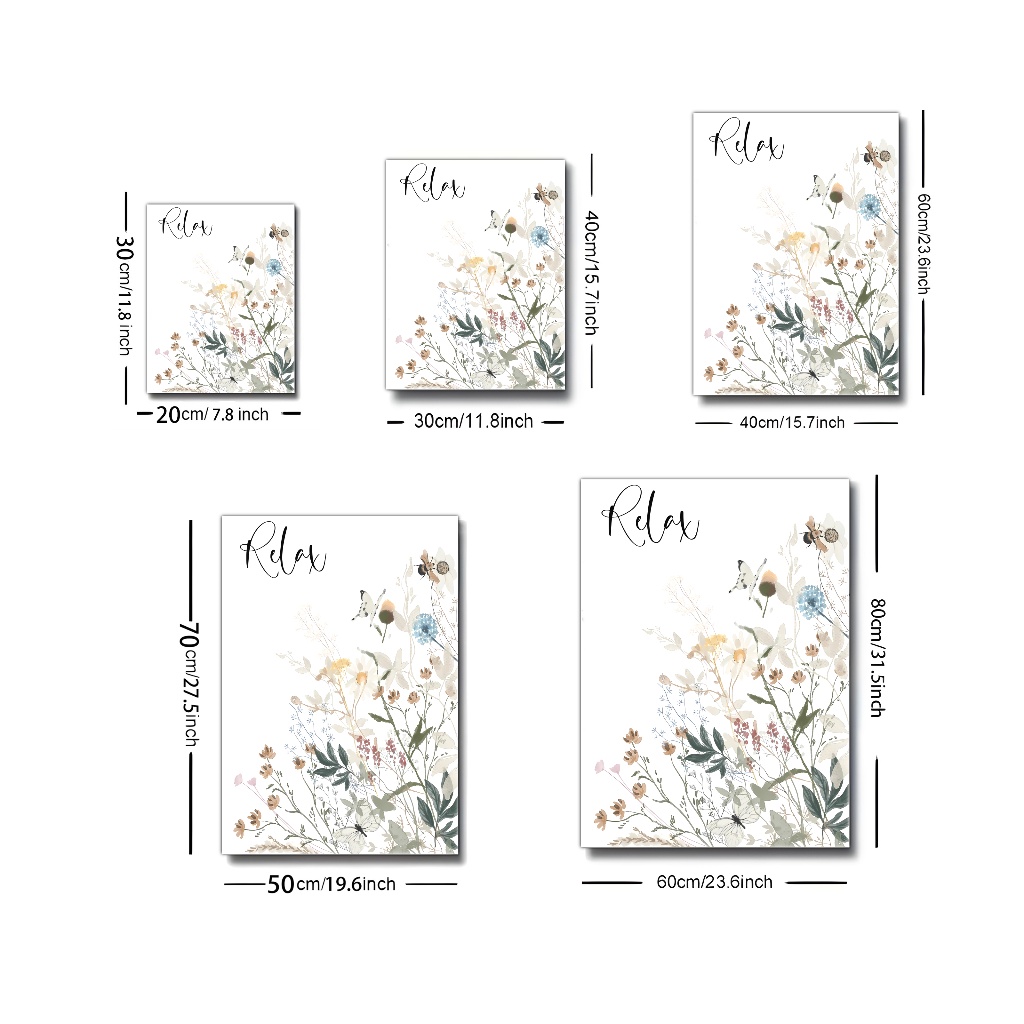 Relax
30cm/11.8 inch
20cm/ 7.8 inch
Relax
40cm/15.7inch
30cm/11.8inch
Relax
60cm/23.6inch
40cm/15.7inch
Relax
70cm/27.5inch
50cm/19.6inch
Relax
80cm/31.5inch
60cm/23.6inch